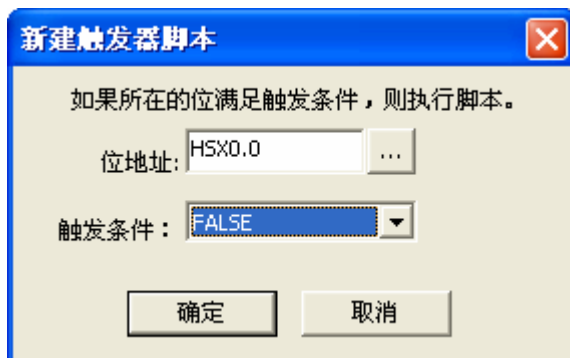 新建触发器脚本
如果所在的位满足触发条件，则执行脚本。
位地址: HSX0.0 ...
触发条件： FALSE
确定 取消